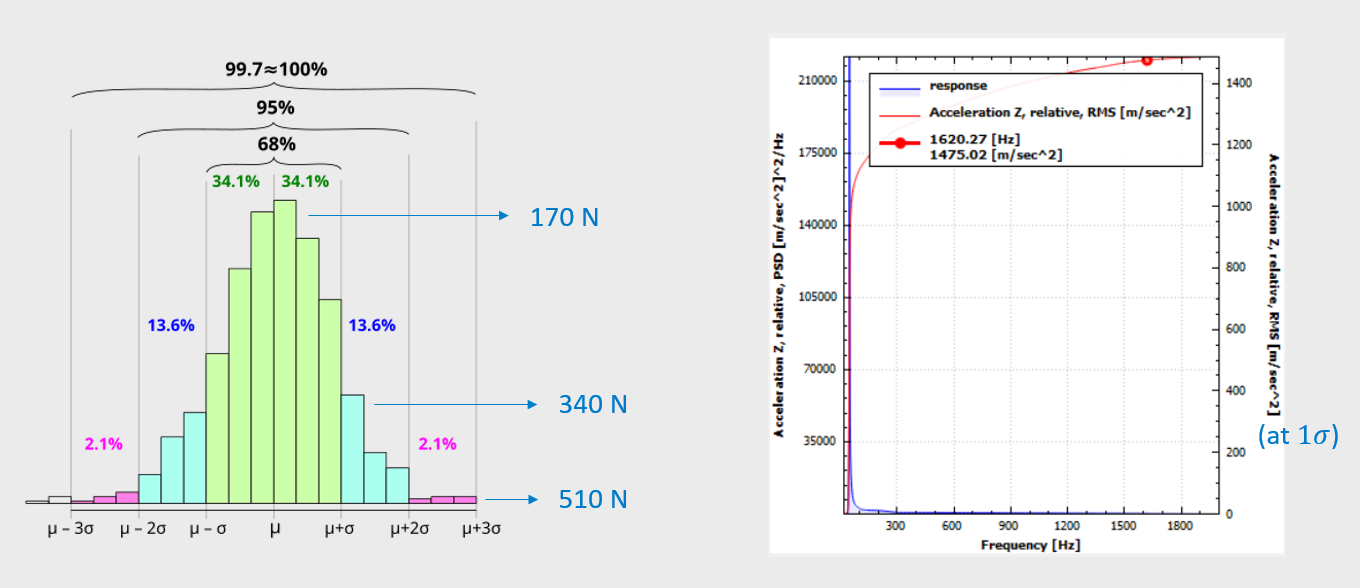 99.7≈100%
95%
68%
34.1% 34.1%
170 N
13.6% 13.6%
340 N
2.1% 2.1%
510 N
μ – 3σ μ – 2σ μ – σ μ μ+σ μ+2σ μ+3σ
Acceleration Z, relative, PSD [m/sec^2]^2/Hz
210000
175000
140000
105000
70000
35000
response
Acceleration Z, relative, RMS [m/sec^2]
1620.27 [Hz]
1475.02 [m/sec^2]
1400
1200
1000
800
600
400
200
0
Acceleration Z, relative, RMS [m/sec^2]
(at 1σ)
300 600 900 1200 1500 1800
Frequency [Hz]